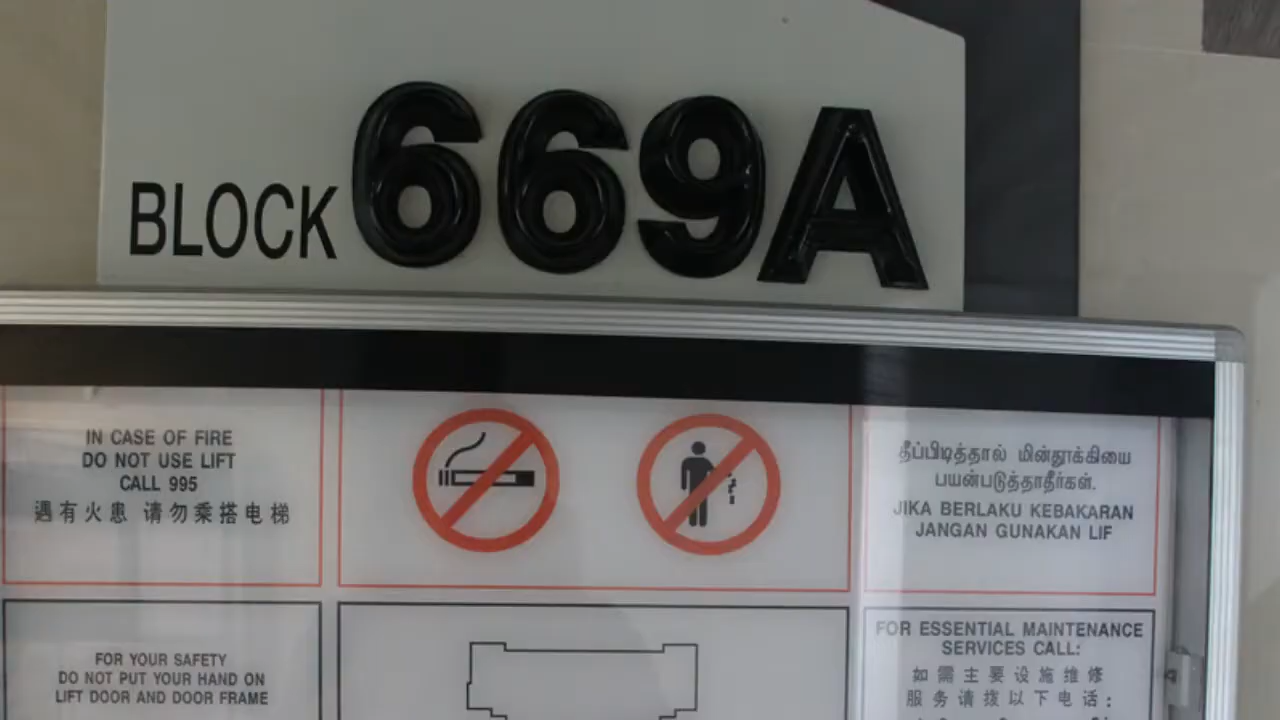 BLOCK 669A
IN CASE OF FIRE
DO NOT USE LIFT
CALL 995
遇有火患 请勿乘搭电梯
தீப்பிடித்தால் மின்தூக்கியை
பயன்படுத்தாதீர்கள்.
JIKA BERLAKU KEBAKARAN
JANGAN GUNAKAN LIF
FOR YOUR SAFETY
DO NOT PUT YOUR HAND ON
LIFT DOOR AND DOOR FRAME
FOR ESSENTIAL MAINTENANCE
SERVICES CALL:
如需主要设施维修
服务请拨以下电话: